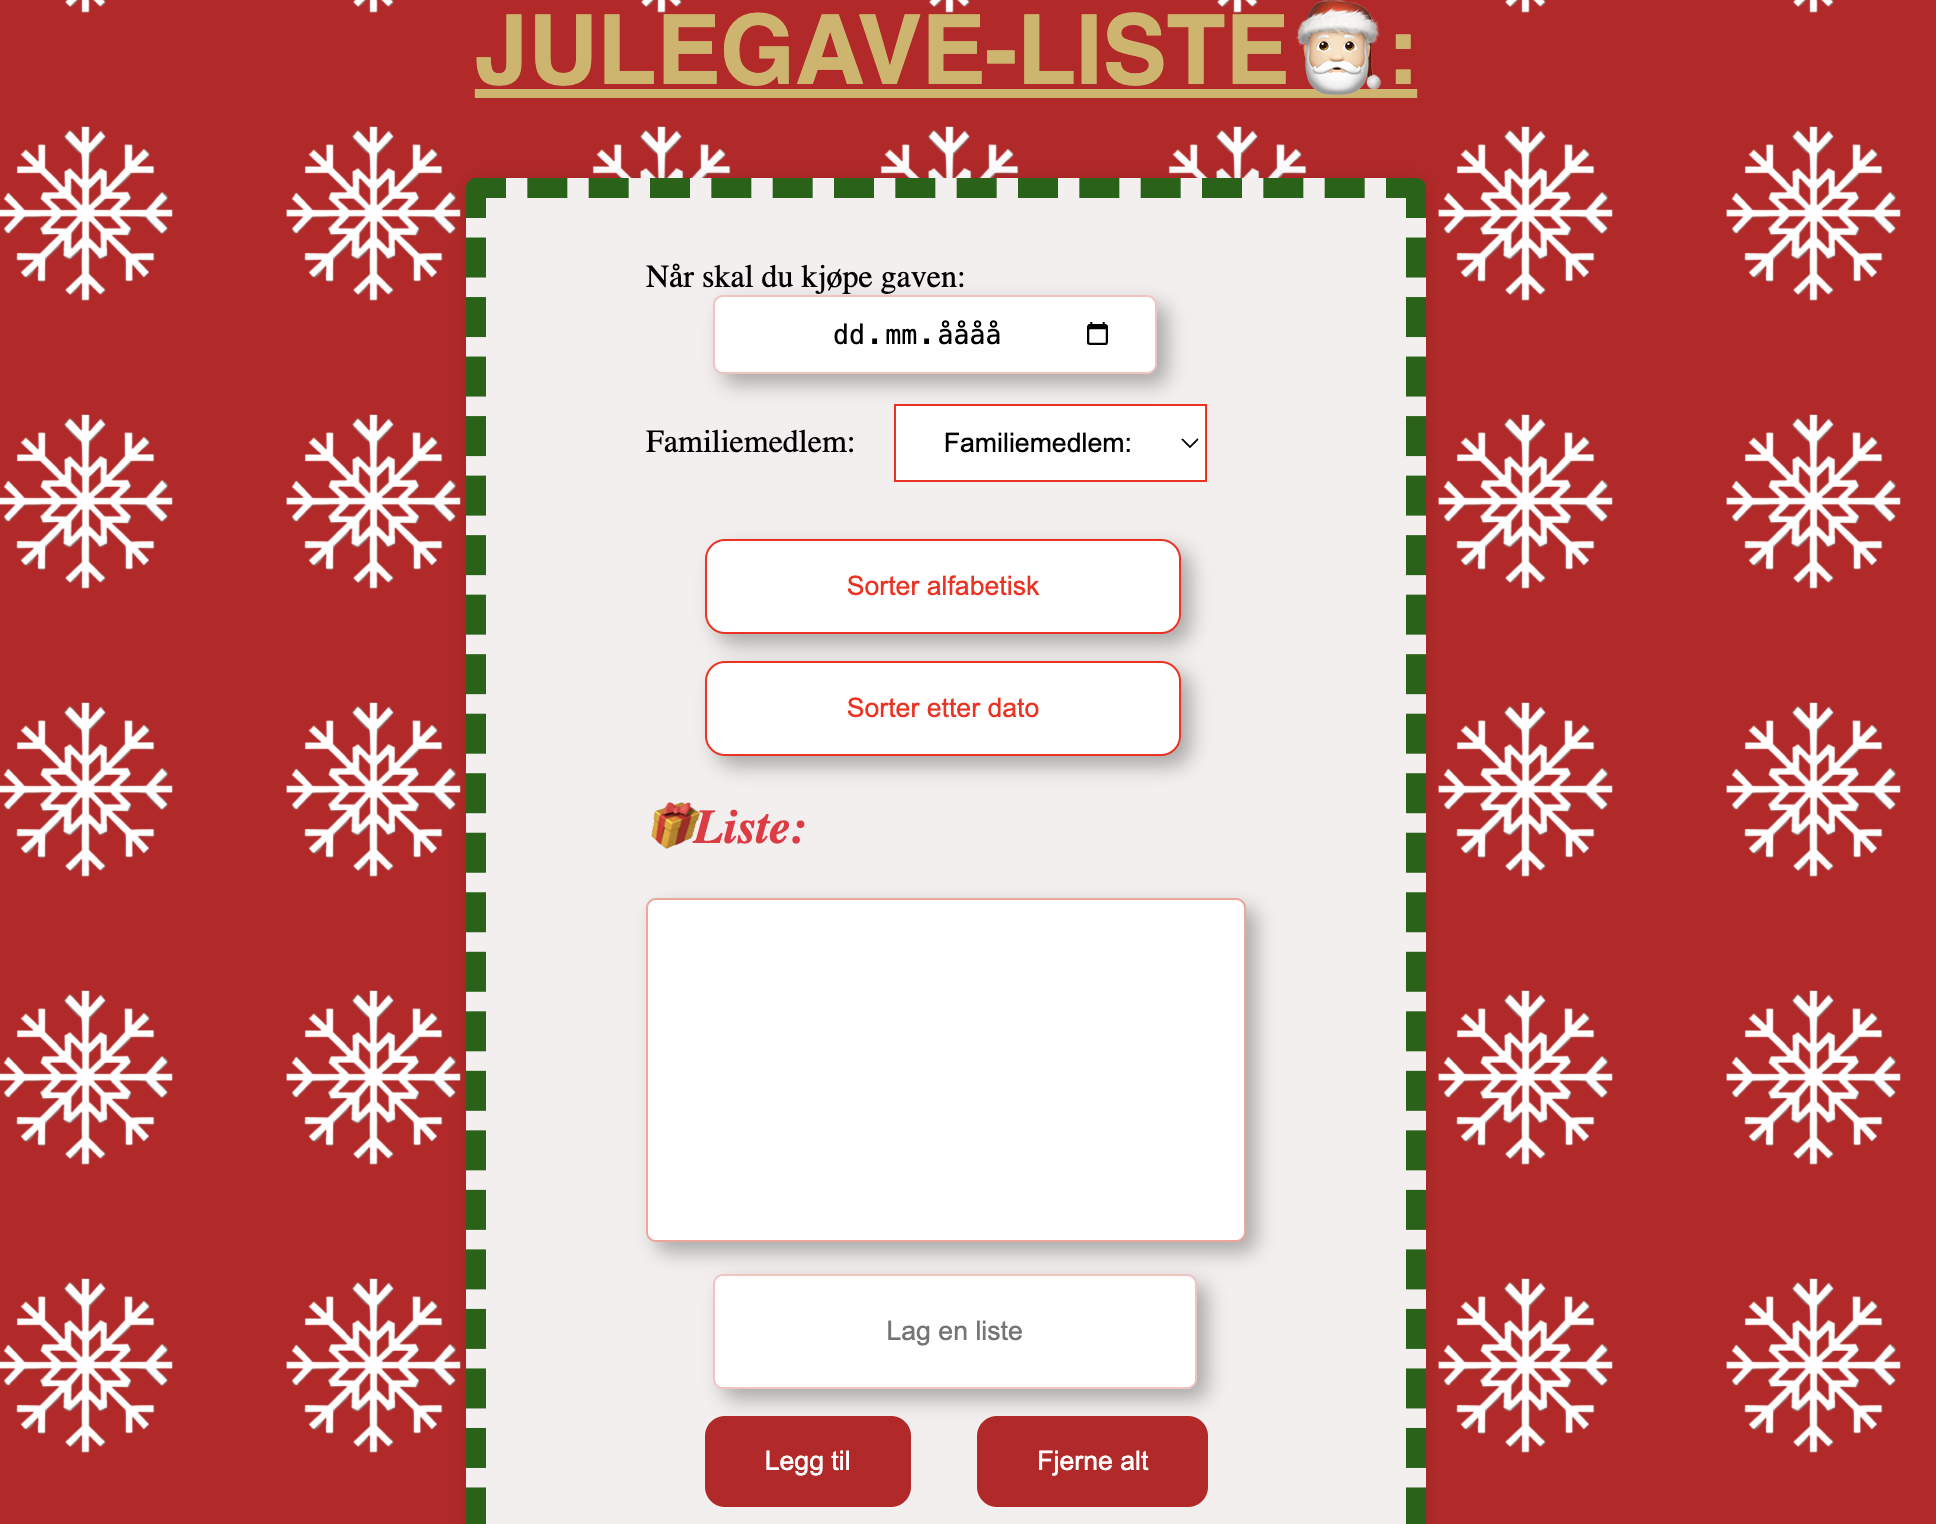 JULEGAVE-LISTE🎅🏻:
Når skal du kjøpe gaven:
dd.mm.åååå
Familiemedlem: Familiemedlem:
Sorter alfabetisk
Sorter etter dato
🎁Liste:
Lag en liste
Legg til Fjerne alt